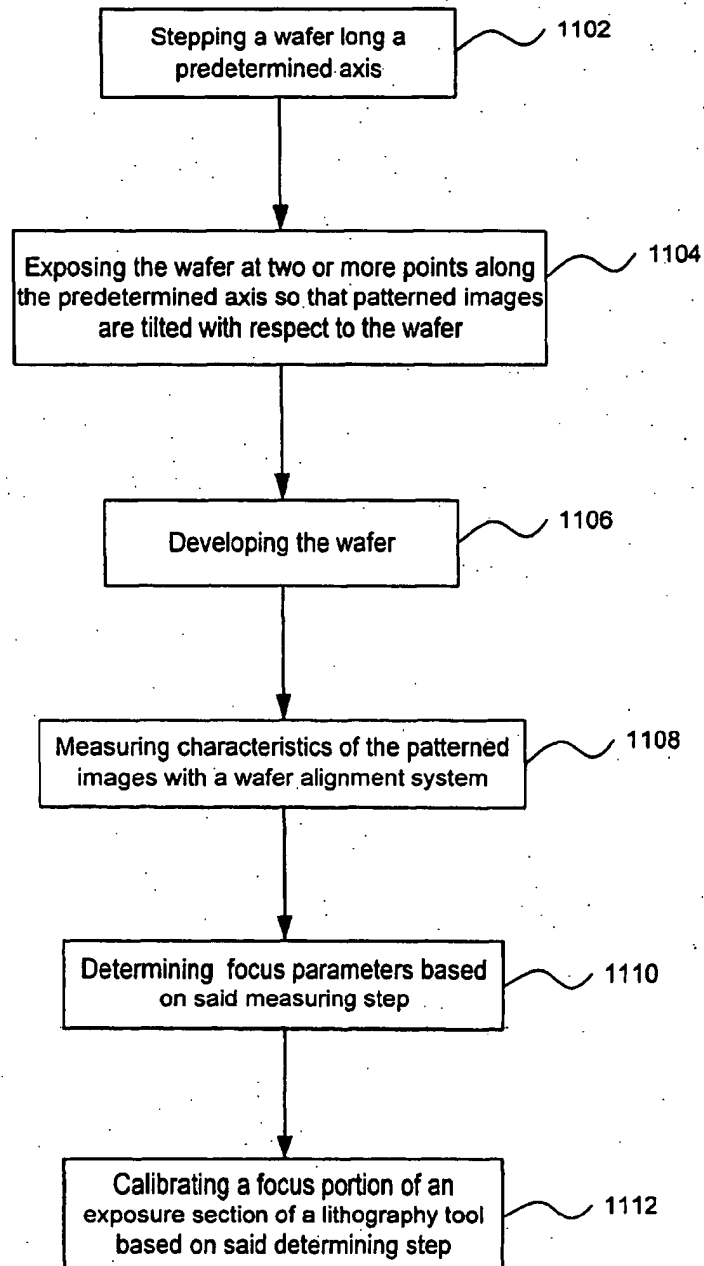 Stepping a wafer long a
predetermined axis
1102
Exposing the wafer at two or more points along
the predetermined axis so that patterned images
are tilted with respect to the wafer
1104
Developing the wafer
1106
Measuring characteristics of the patterned
images with a wafer alignment system
1108
Determining focus parameters based
on said measuring step
1110
Calibrating a focus portion of an
exposure section of a lithography tool
based on said determining step
1112